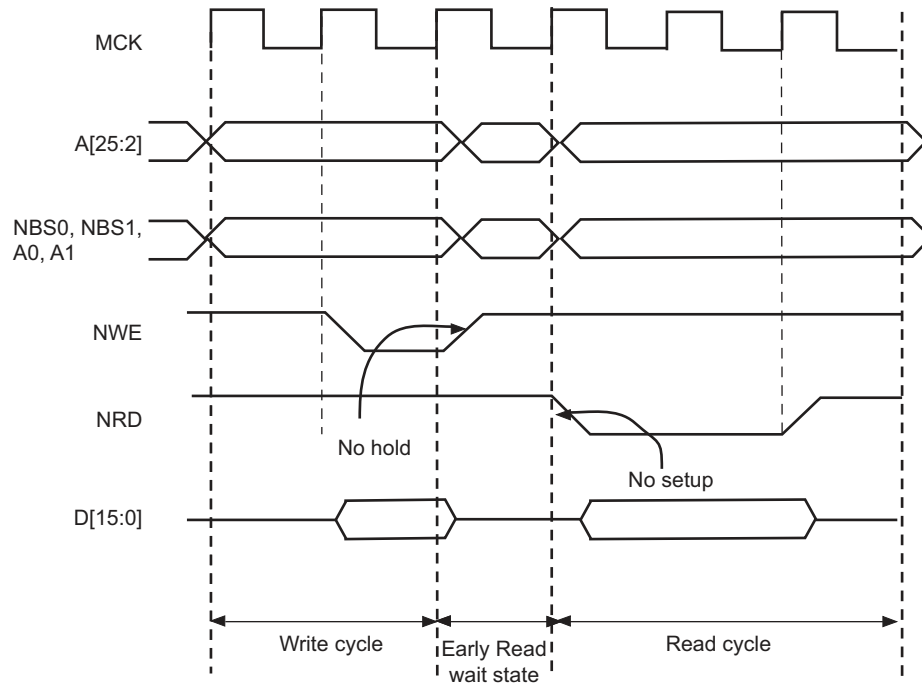 MCK
A[25:2]
NBS0, NBS1,
A0, A1
NWE
NRD
No hold
No setup
D[15:0]
Write cycle
Early Read
wait state
Read cycle